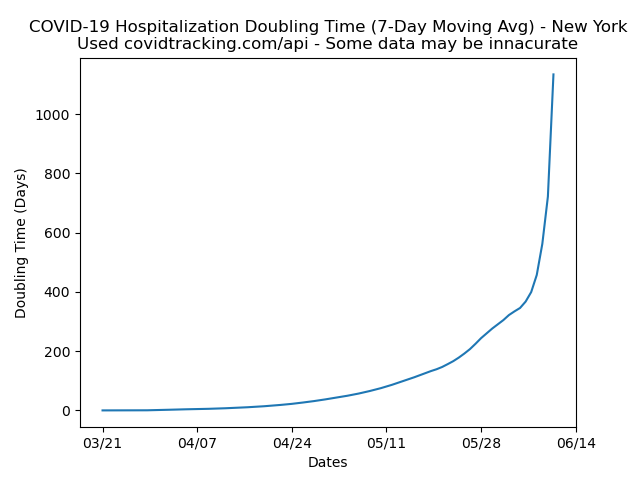 COVID-19 Hospitalization Doubling Time (7-Day Moving Avg) - New York
Used covidtracking.com/api - Some data may be innacurate
Doubling Time (Days)
1000
800
600
400
200
0
03/21 04/07 04/24 05/11 05/28 06/14
Dates